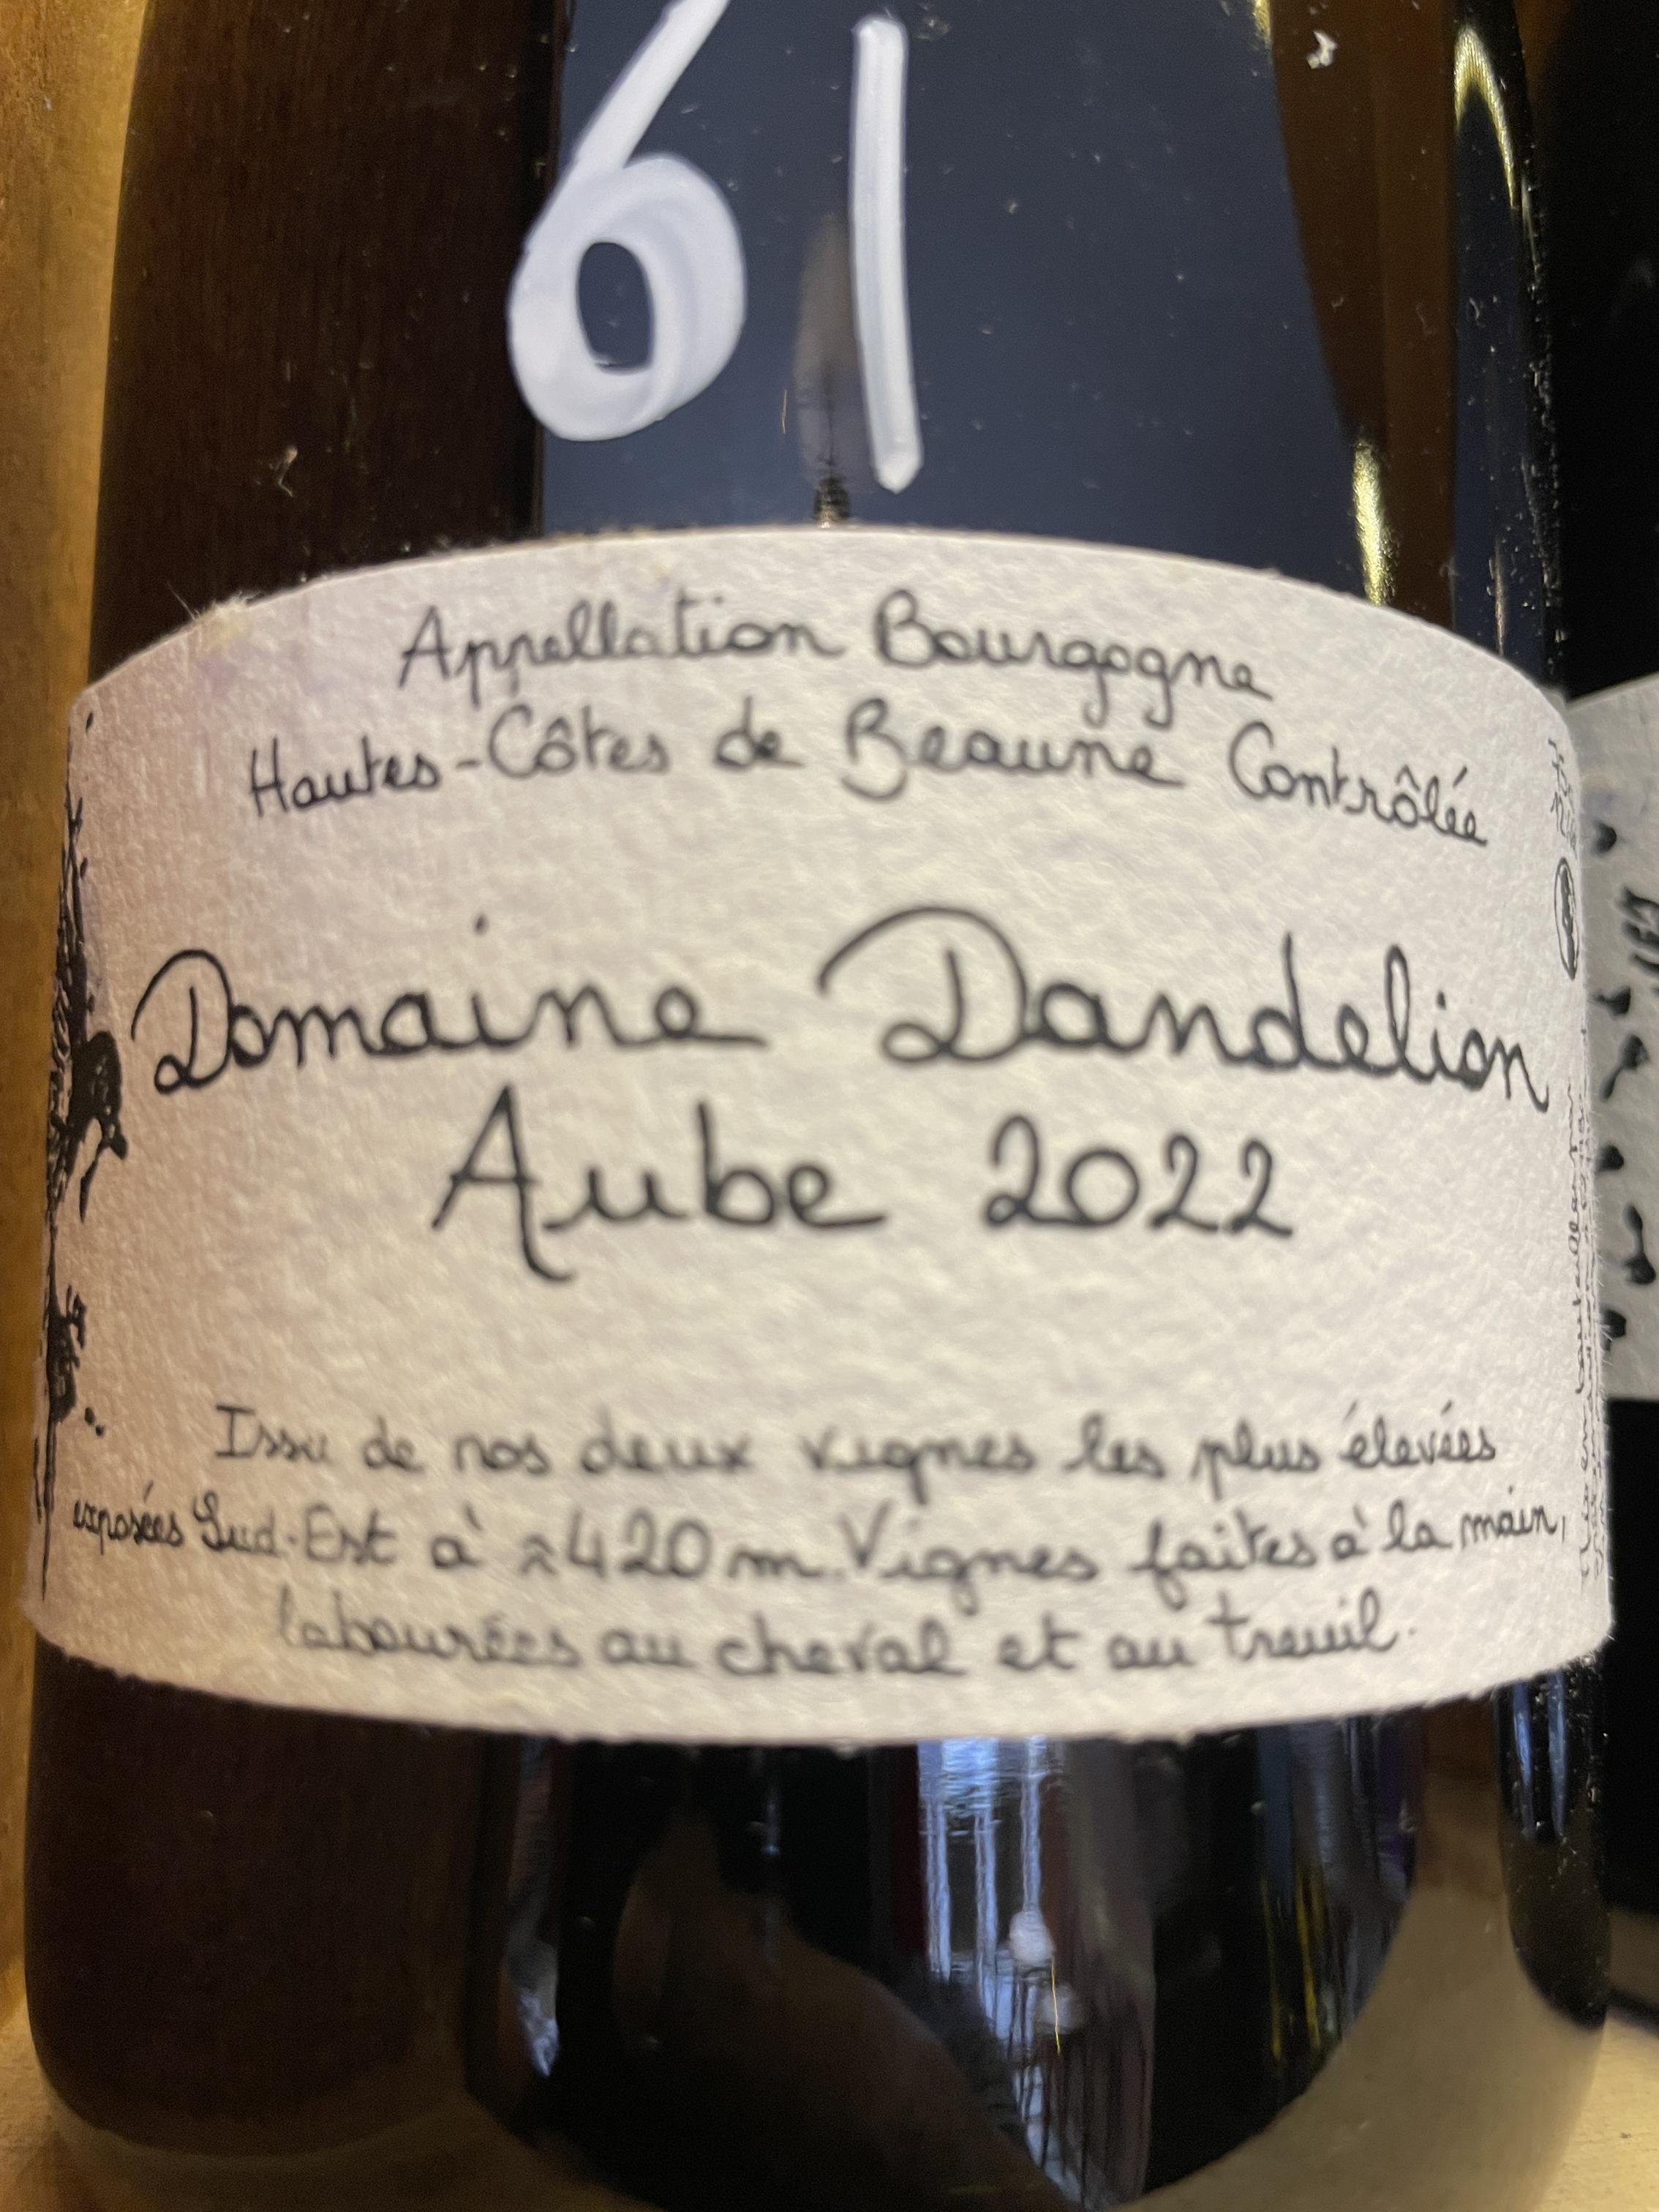 61
Appellation Bourgogne
Hautes-Côtes de Beaune Contrôlée
Domaine Dandelion
Aube 2022
Issu de nos deux vignes les plus élevées
exposées Sud-Est à ≈420 m. Vignes faites à la main,
labourées au cheval et au treuil.